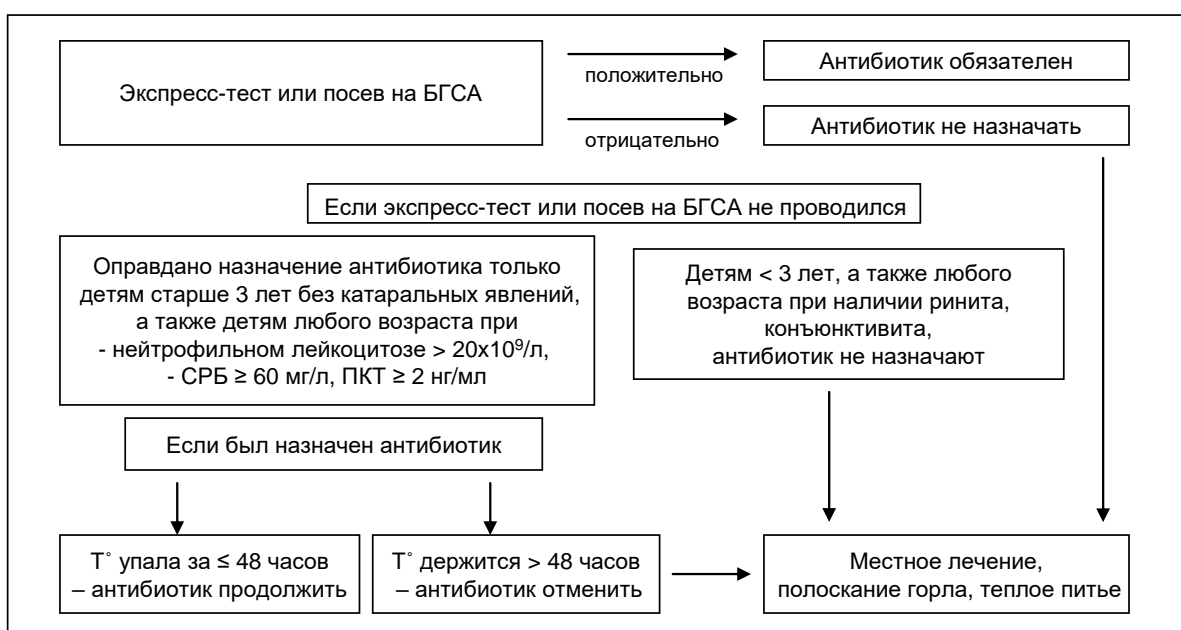 Экспресс-тест или посев на БГСА
положительно
Антибиотик обязателен
отрицательно
Антибиотик не назначать
Если экспресс-тест или посев на БГСА не проводился
Оправдано назначение антибиотика только
детям старше 3 лет без катаральных явлений,
а также детям любого возраста при
- нейтрофильном лейкоцитозе > 20x10⁹/л,
- СРБ ≥ 60 мг/л, ПКТ ≥ 2 нг/мл
Детям < 3 лет, а также любого
возраста при наличии ринита,
конъюнктивита,
антибиотик не назначают
Если был назначен антибиотик
Т˚ упала за ≤ 48 часов
– антибиотик продолжить
Т˚ держится > 48 часов
– антибиотик отменить
Местное лечение,
полоскание горла, теплое питье